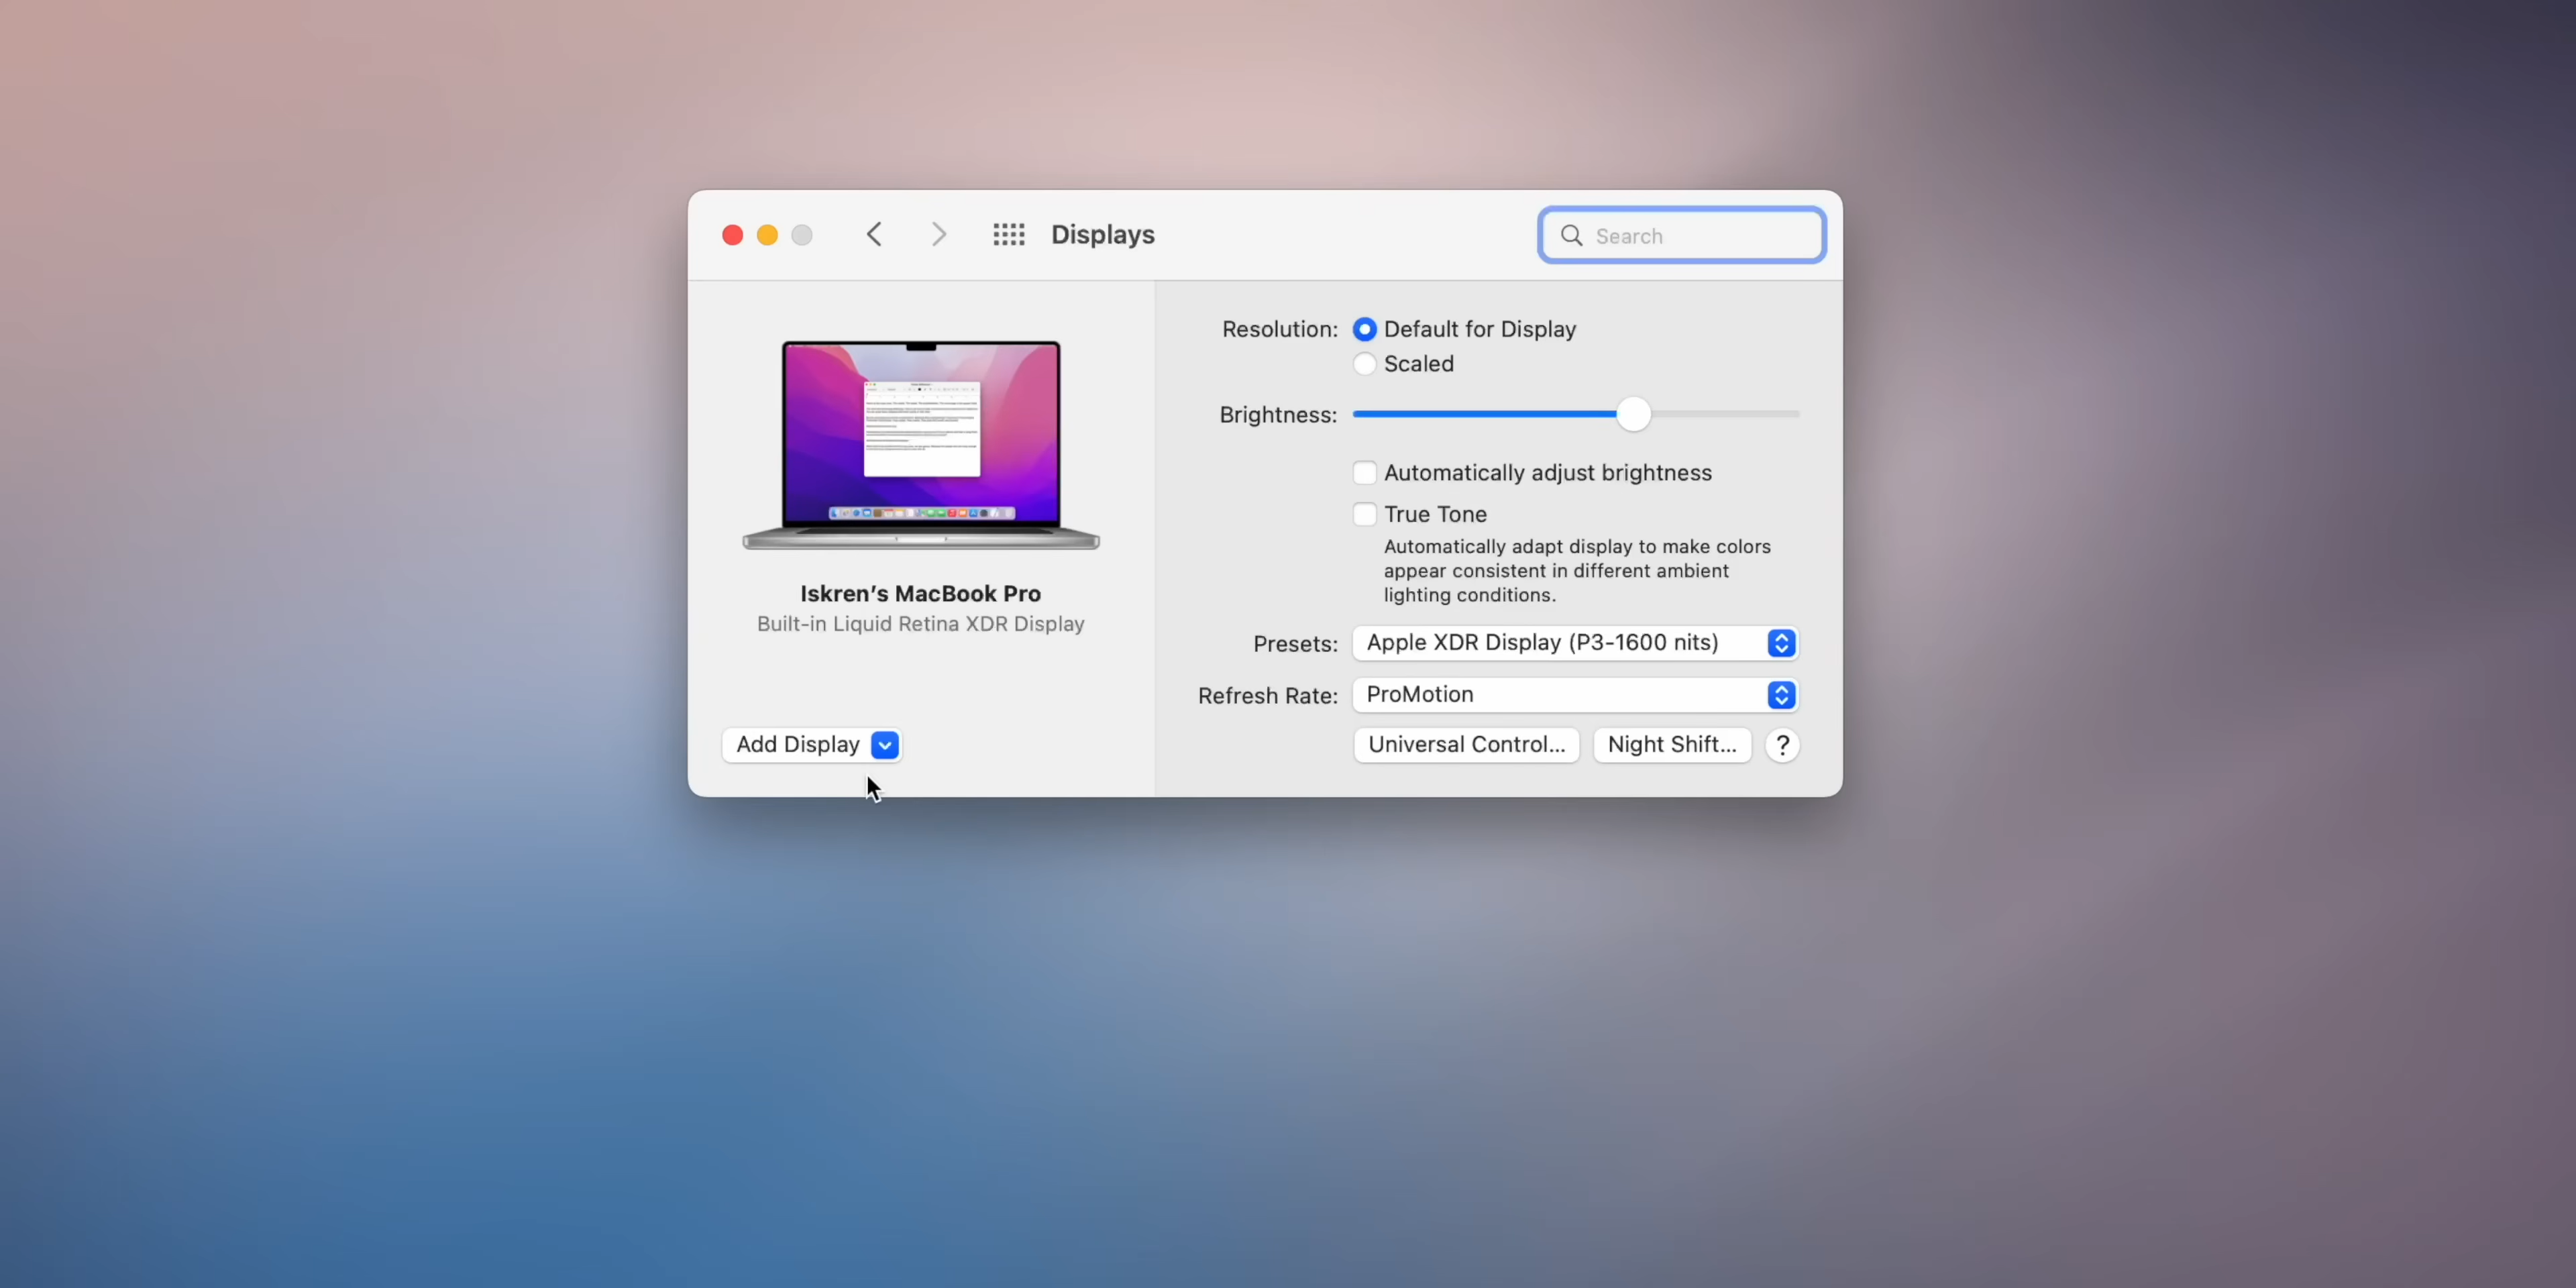 Displays
Search
Resolution: Default for Display
Scaled
Brightness:
Automatically adjust brightness
True Tone
Automatically adapt display to make colors
appear consistent in different ambient
lighting conditions.
Iskren’s MacBook Pro
Built-in Liquid Retina XDR Display
Presets: Apple XDR Display (P3-1600 nits)
Refresh Rate: ProMotion
Add Display
Universal Control...
Night Shift...
?